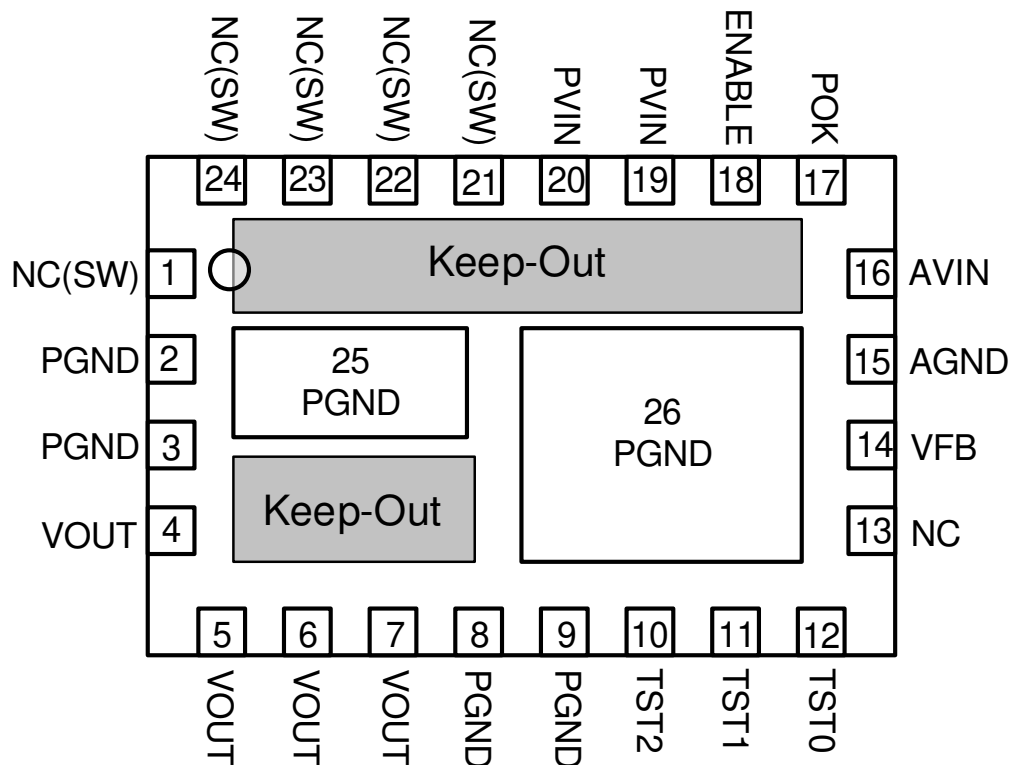 NC(SW)
NC(SW)
NC(SW)
NC(SW)
PVIN
PVIN
ENABLE
POK
24
23
22
21
20
19
18
17
NC(SW)
1
Keep-Out
16
AVIN
PGND
2
25
PGND
15
AGND
26
PGND
PGND
3
14
VFB
VOUT
4
Keep-Out
13
NC
5
6
7
8
9
10
11
12
VOUT
VOUT
VOUT
PGND
PGND
TST2
TST1
TST0